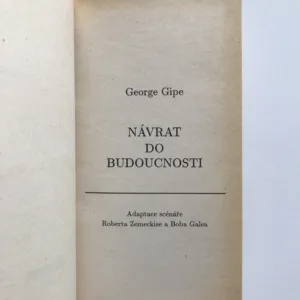 George Gipe
NÁVRAT
DO
BUDOUCNOSTI
Adaptace scénáře
Roberta Zemeckise a Boba Galea